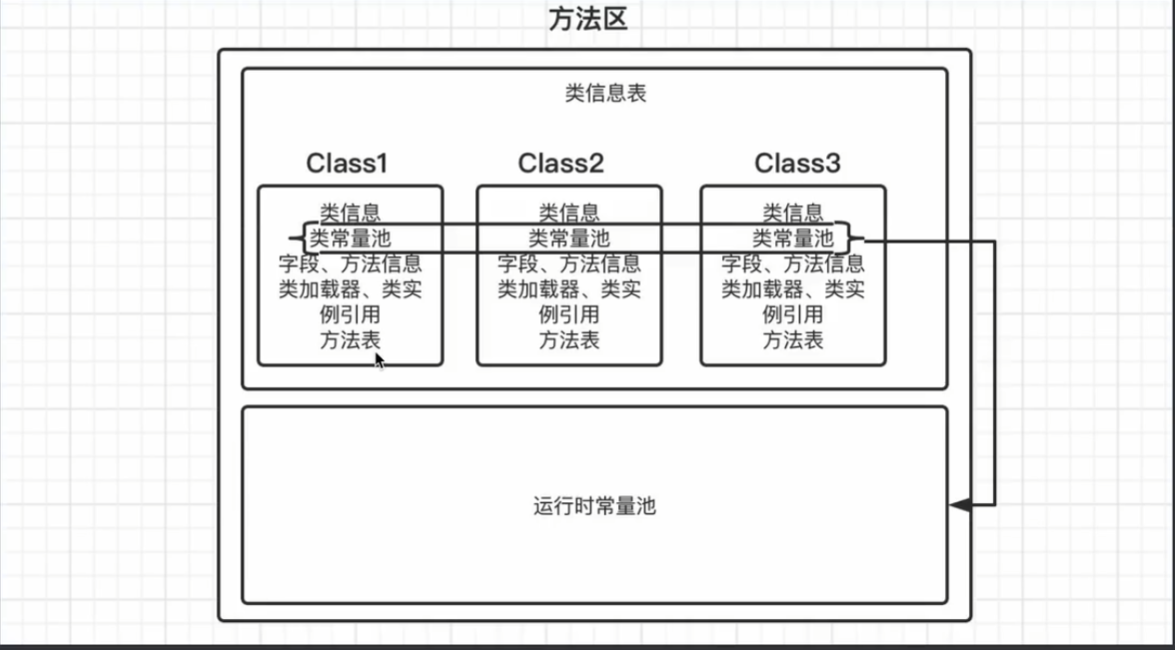 方法区
类信息表
Class1
Class2
Class3
类信息
类常量池
字段、方法信息
类加载器、类实
例引用
方法表
类信息
类常量池
字段、方法信息
类加载器、类实
例引用
方法表
类信息
类常量池
字段、方法信息
类加载器、类实
例引用
方法表
运行时常量池